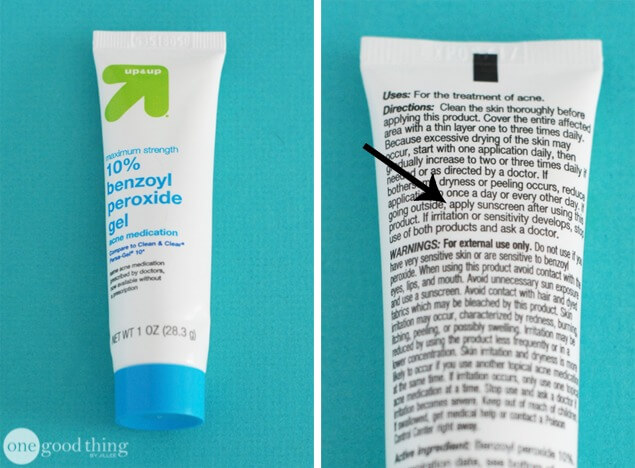 up&up
maximum strength
10%
benzoyl
peroxide
gel
acne medication
Compare to Clean & Clear®
Persa-Gel® 10*
same acne medication
prescribed by doctors,
now available without
a prescription
NET WT 1 OZ (28.3 g)
one good thing
BY JILLEE
Uses: For the treatment of acne.
Directions: Clean the skin thoroughly before
applying this product. Cover the entire affected
area with a thin layer one to three times daily.
Because excessive drying of the skin may
occur, start with one application daily, then
gradually increase to two or three times daily if
needed or as directed by a doctor. If
bothersome dryness or peeling occurs, reduce
application to once a day or every other day. If
going outside, apply sunscreen after using this
product. If irritation or sensitivity develops, stop
use of both products and ask a doctor.
WARNINGS: For external use only. Do not use if you
have very sensitive skin or are sensitive to benzoyl
peroxide. When using this product avoid contact with the
eyes, lips, and mouth. Avoid unnecessary sun exposure
and use a sunscreen. Avoid contact with hair and dyed
fabrics which may be bleached by this product. Skin
irritation may occur, characterized by redness, burning,
itching, peeling, or possibly swelling. Irritation may be
reduced by using the product less frequently or in a
lower concentration. Skin irritation and dryness is more
likely to occur if you use another topical acne medication
at the same time. If irritation occurs, only use one topical
acne medication at a time. Stop use and ask a doctor if
irritation becomes severe. Keep out of reach of children.
If swallowed, get medical help or contact a Poison
Control Center right away.
Active ingredient: Benzoyl peroxide 10%